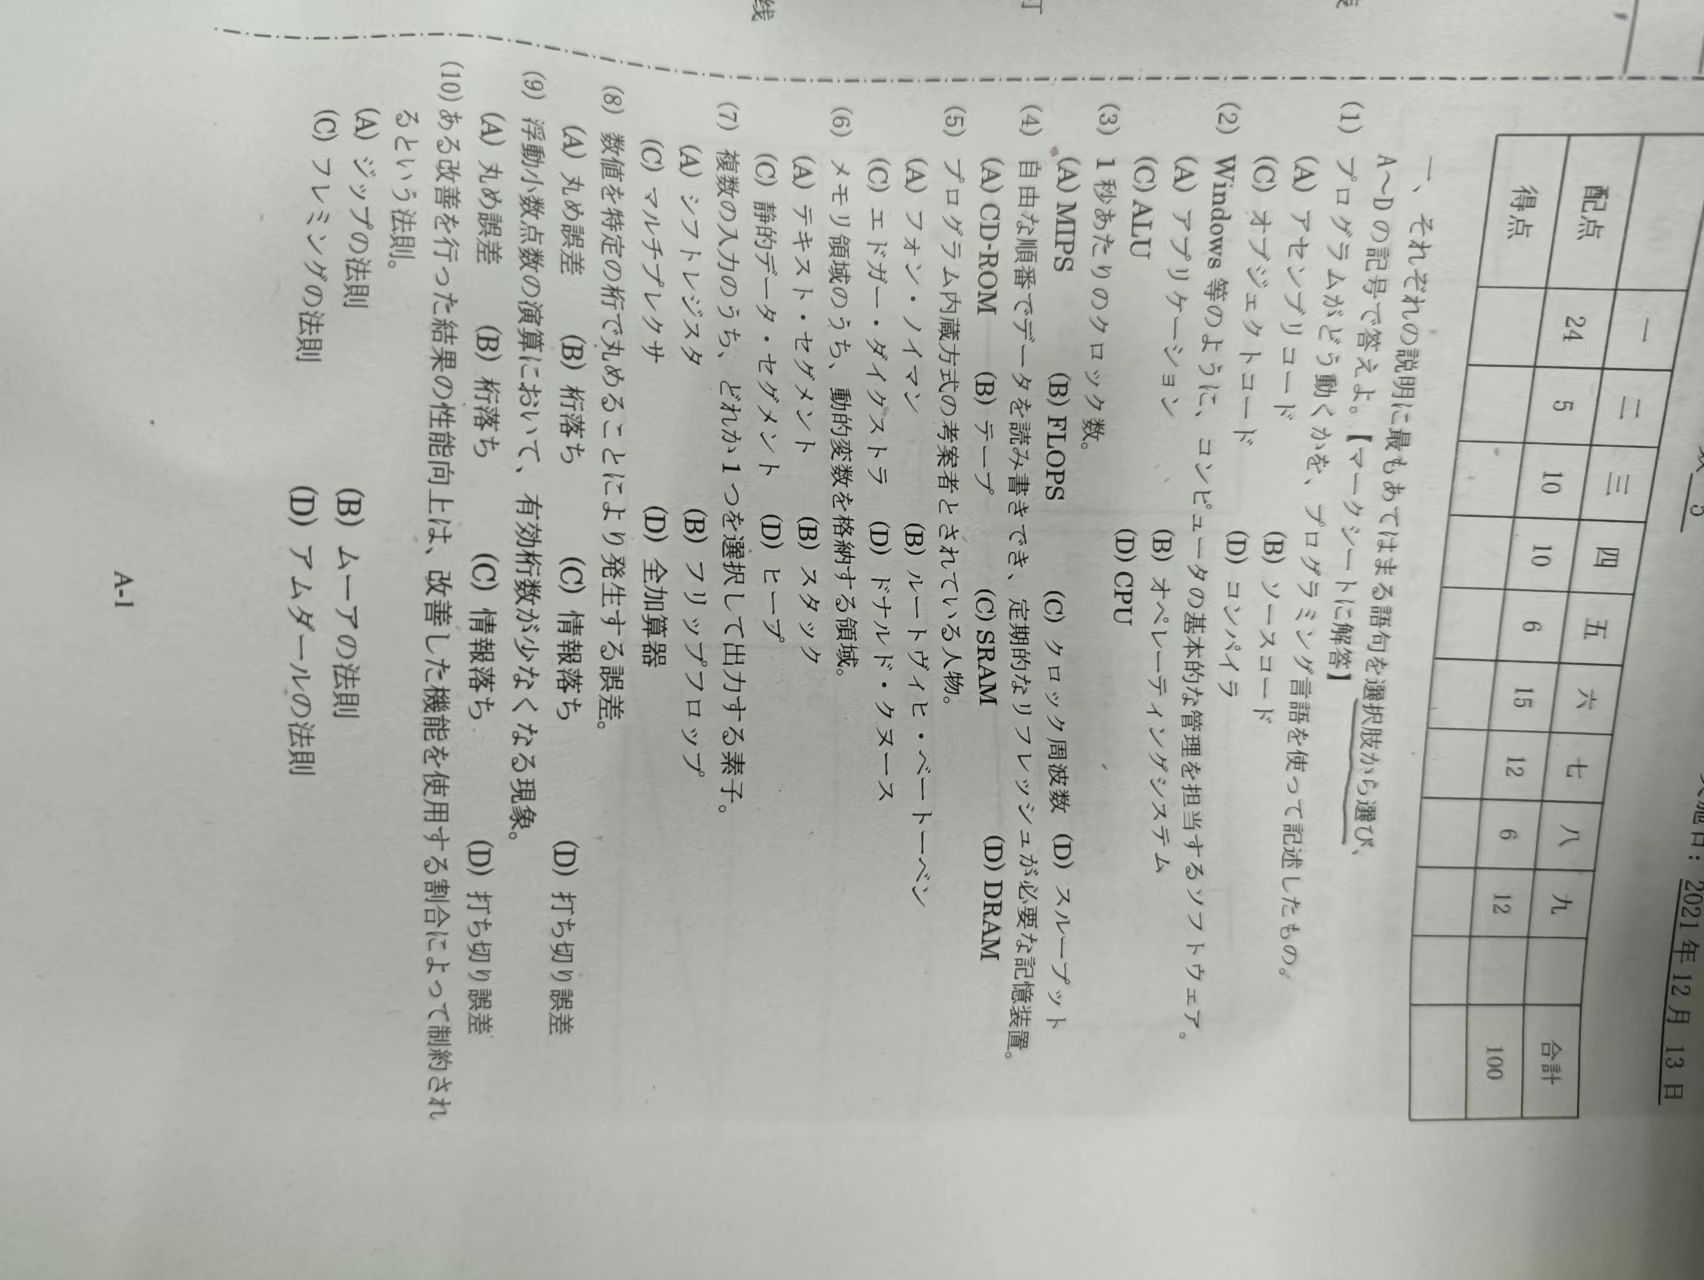 5
実施日：2021年12月13日
一 二 三 四 五 六 七 八 九 合計
配点 24 5 10 10 6 15 12 6 12 100
得点
一、それぞれの説明に最もあてはまる語句を選択肢から選び、
A～Dの記号で答えよ。【マークシートに解答】
(1) プログラムがどう動くかを、プログラミング言語を使って記述したもの。
(A) アセンブリコード (B) ソースコード
(C) オブジェクトコード (D) コンパイラ
(2) Windows 等のように、コンピュータの基本的な管理を担当するソフトウェア。
(A) アプリケーション (B) オペレーティングシステム
(C) ALU (D) CPU
(3) 1 秒あたりのクロック数。
(A) MIPS (B) FLOPS (C) クロック周波数 (D) スループット
(4) 自由な順番でデータを読み書きでき、定期的なリフレッシュが必要な記憶装置。
(A) CD-ROM (B) テープ (C) SRAM (D) DRAM
(5) プログラム内蔵方式の考案者とされている人物。
(A) フォン・ノイマン (B) ルートヴィヒ・ベートーベン
(C) エドガー・ダイクストラ (D) ドナルド・クヌース
(6) メモリ領域のうち、動的変数を格納する領域。
(A) テキスト・セグメント (B) スタック
(C) 静的データ・セグメント (D) ヒープ
(7) 複数の入力のうち、どれか 1 つを選択して出力する素子。
(A) シフトレジスタ (B) フリップフロップ
(C) マルチプレクサ (D) 全加算器
(8) 数値を特定の桁で丸めることにより発生する誤差。
(A) 丸め誤差 (B) 桁落ち (C) 情報落ち (D) 打ち切り誤差
(9) 浮動小数点数の演算において、有効桁数が少なくなる現象。
(A) 丸め誤差 (B) 桁落ち (C) 情報落ち (D) 打ち切り誤差
(10) ある改善を行った結果の性能向上は、改善した機能を使用する割合によって制約され
るという法則。
(A) ジップの法則 (B) ムーアの法則
(C) フレミングの法則 (D) アムダールの法則
A-1
线